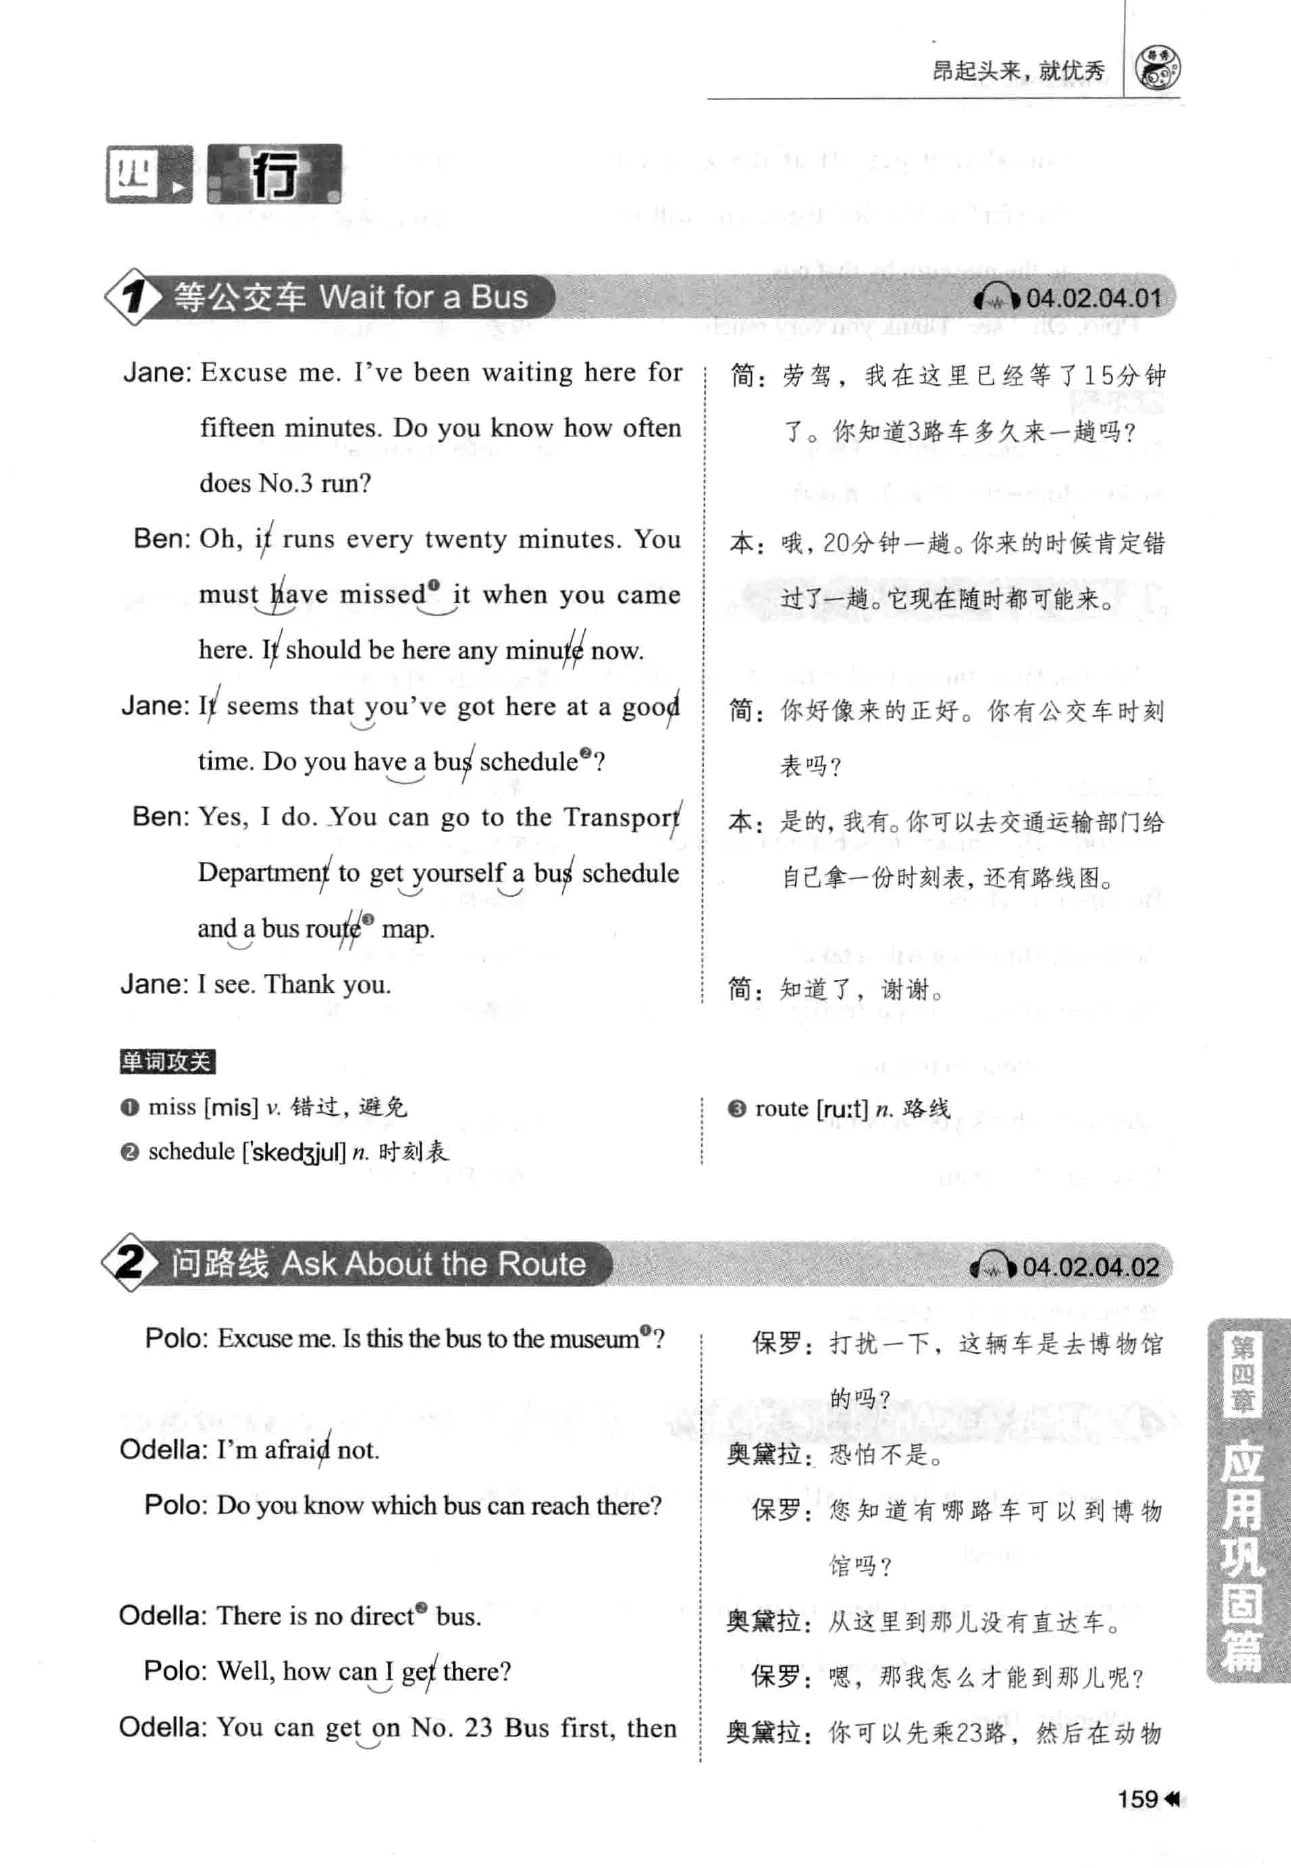 昂起头来，就优秀
四 行
1 等公交车 Wait for a Bus 04.02.04.01
Jane: Excuse me. I've been waiting here for
fifteen minutes. Do you know how often
does No.3 run?
Ben: Oh, it runs every twenty minutes. You
must have missed❶ it when you came
here. It should be here any minute now.
Jane: It seems that you've got here at a good
time. Do you have a bus schedule❷?
Ben: Yes, I do. You can go to the Transport
Department to get yourself a bus schedule
and a bus route❸ map.
Jane: I see. Thank you.
简：劳驾，我在这里已经等了15分钟
了。你知道3路车多久来一趟吗？
本：哦，20分钟一趟。你来的时候肯定错
过了一趟。它现在随时都可能来。
简：你好像来的正好。你有公交车时刻
表吗？
本：是的，我有。你可以去交通运输部门给
自己拿一份时刻表，还有路线图。
简：知道了，谢谢。
单词攻关
❶ miss [mis] v. 错过，避免
❷ schedule ['skedʒjul] n. 时刻表
❸ route [ru:t] n. 路线
2 问路线 Ask About the Route 04.02.04.02
Polo: Excuse me. Is this the bus to the museum❶?
Odella: I'm afraid not.
Polo: Do you know which bus can reach there?
Odella: There is no direct❷ bus.
Polo: Well, how can I get there?
Odella: You can get on No. 23 Bus first, then
保罗：打扰一下，这辆车是去博物馆
的吗？
奥黛拉：恐怕不是。
保罗：您知道有哪路车可以到博物
馆吗？
奥黛拉：从这里到那儿没有直达车。
保罗：嗯，那我怎么才能到那儿呢？
奥黛拉：你可以先乘23路，然后在动物
第四章 应用巩固篇
159